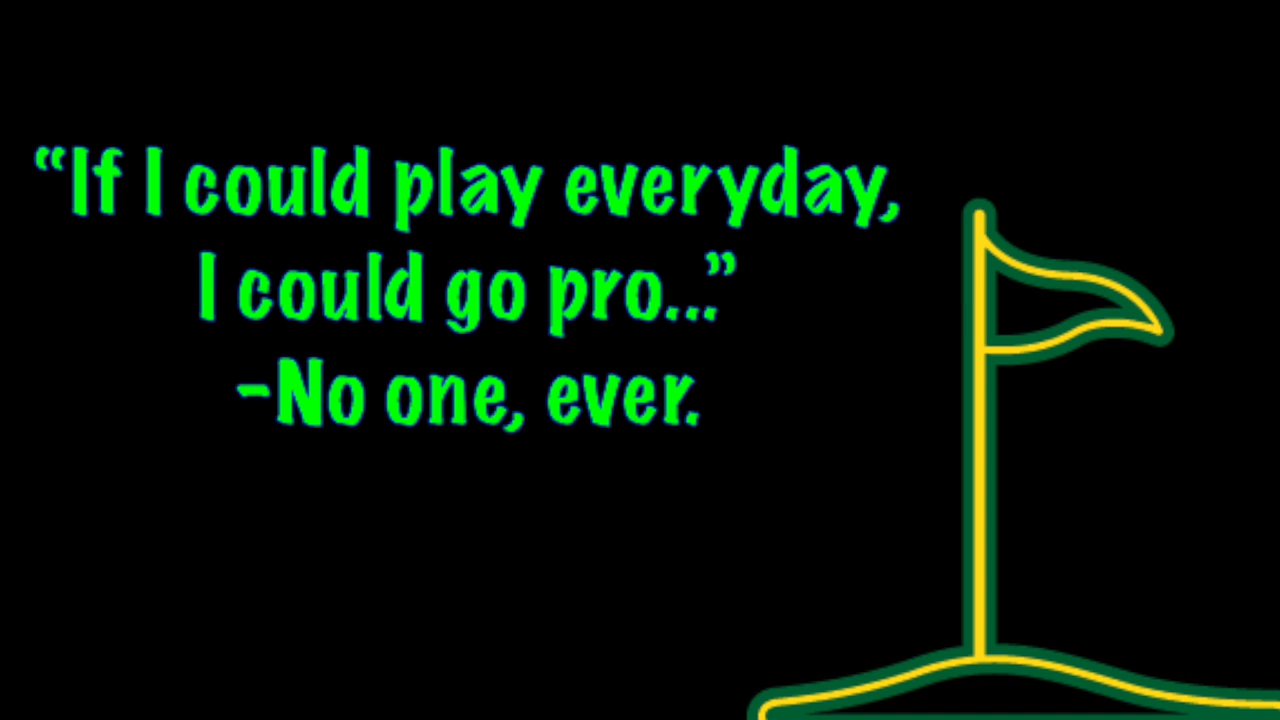 “If I could play everyday,
I could go pro...”
-No one, ever.